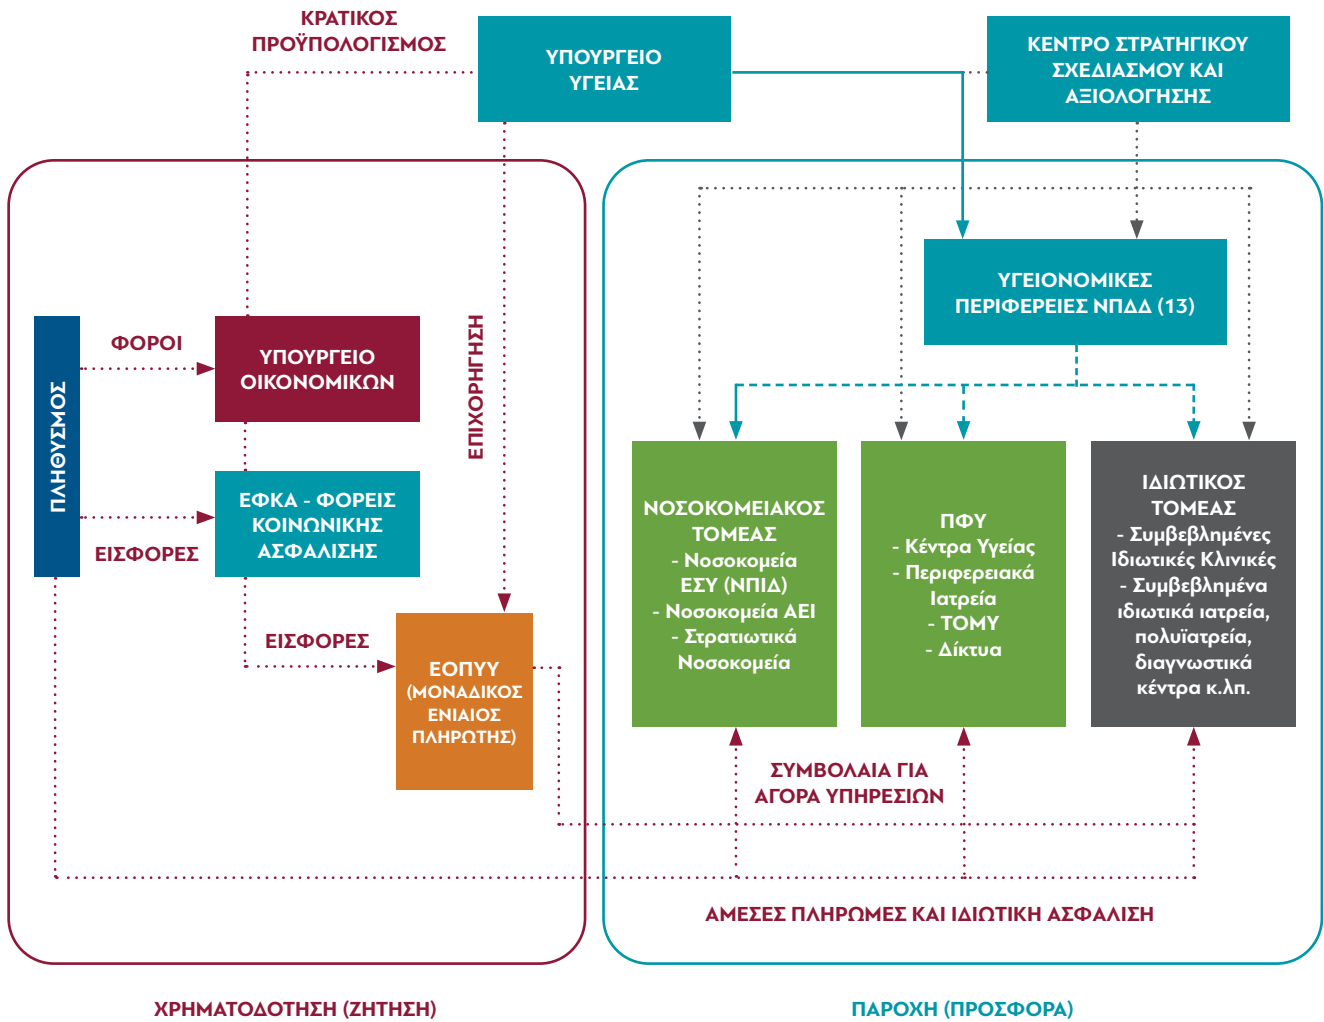 ΚΡΑΤΙΚΟΣ
ΠΡΟΫΠΟΛΟΓΙΣΜΟΣ
ΥΠΟΥΡΓΕΙΟ
ΥΓΕΙΑΣ
ΚΕΝΤΡΟ ΣΤΡΑΤΗΓΙΚΟΥ
ΣΧΕΔΙΑΣΜΟΥ ΚΑΙ
ΑΞΙΟΛΟΓΗΣΗΣ
ΥΓΕΙΟΝΟΜΙΚΕΣ
ΠΕΡΙΦΕΡΕΙΕΣ ΝΠΔΔ (13)
ΠΛΗΘΥΣΜΟΣ
ΦΟΡΟΙ
ΥΠΟΥΡΓΕΙΟ
ΟΙΚΟΝΟΜΙΚΩΝ
ΕΠΙΧΟΡΗΓΗΣΗ
ΕΙΣΦΟΡΕΣ
ΕΦΚΑ - ΦΟΡΕΙΣ
ΚΟΙΝΩΝΙΚΗΣ
ΑΣΦΑΛΙΣΗΣ
ΕΙΣΦΟΡΕΣ
ΕΟΠΥΥ
(ΜΟΝΑΔΙΚΟΣ
ΕΝΙΑΙΟΣ
ΠΛΗΡΩΤΗΣ)
ΝΟΣΟΚΟΜΕΙΑΚΟΣ
ΤΟΜΕΑΣ
- Νοσοκομεία
ΕΣΥ (ΝΠΙΔ)
- Νοσοκομεία ΑΕΙ
- Στρατιωτικά
Νοσοκομεία
ΠΦΥ
- Κέντρα Υγείας
- Περιφερειακά
Ιατρεία
- ΤΟΜΥ
- Δίκτυα
ΙΔΙΩΤΙΚΟΣ
ΤΟΜΕΑΣ
- Συμβεβλημένες
Ιδιωτικές Κλινικές
- Συμβεβλημένα
ιδιωτικά ιατρεία,
πολυϊατρεία,
διαγνωστικά
κέντρα κ.λπ.
ΣΥΜΒΟΛΑΙΑ ΓΙΑ
ΑΓΟΡΑ ΥΠΗΡΕΣΙΩΝ
ΑΜΕΣΕΣ ΠΛΗΡΩΜΕΣ ΚΑΙ ΙΔΙΩΤΙΚΗ ΑΣΦΑΛΙΣΗ
ΧΡΗΜΑΤΟΔΟΤΗΣΗ (ΖΗΤΗΣΗ)
ΠΑΡΟΧΗ (ΠΡΟΣΦΟΡΑ)